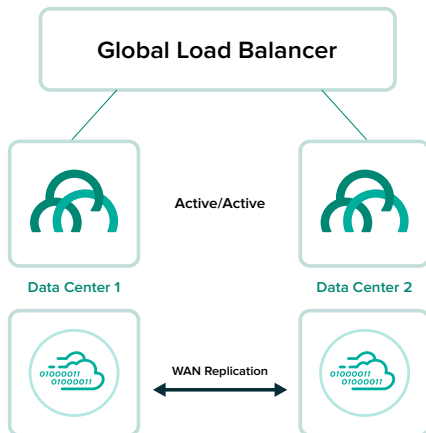 Global Load Balancer
Active/Active
Data Center 1
Data Center 2
01000011
01000011
WAN Replication
01000011
01000011